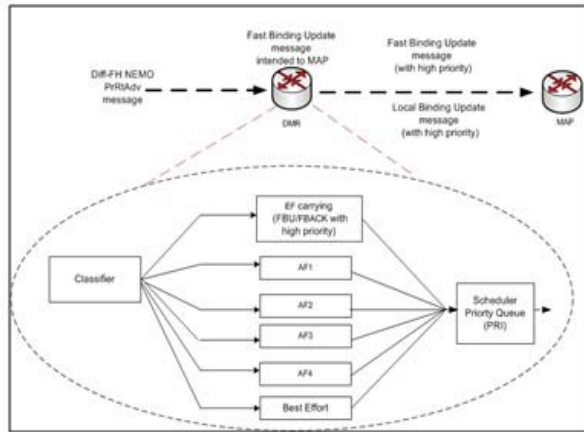 Fast Binding Update
message
intended to MAP
Fast Binding Update
message
(with high priority)
Diff-FH NEMO
PrRtAdv
message
DMR
Local Binding Update
message
(with high priority)
MAP
EF carrying
(FBU/FBACK with
high priority)
Classifier
AF1
AF2
AF3
AF4
Best Effort
Scheduler
Priorty Queue
(PRI)